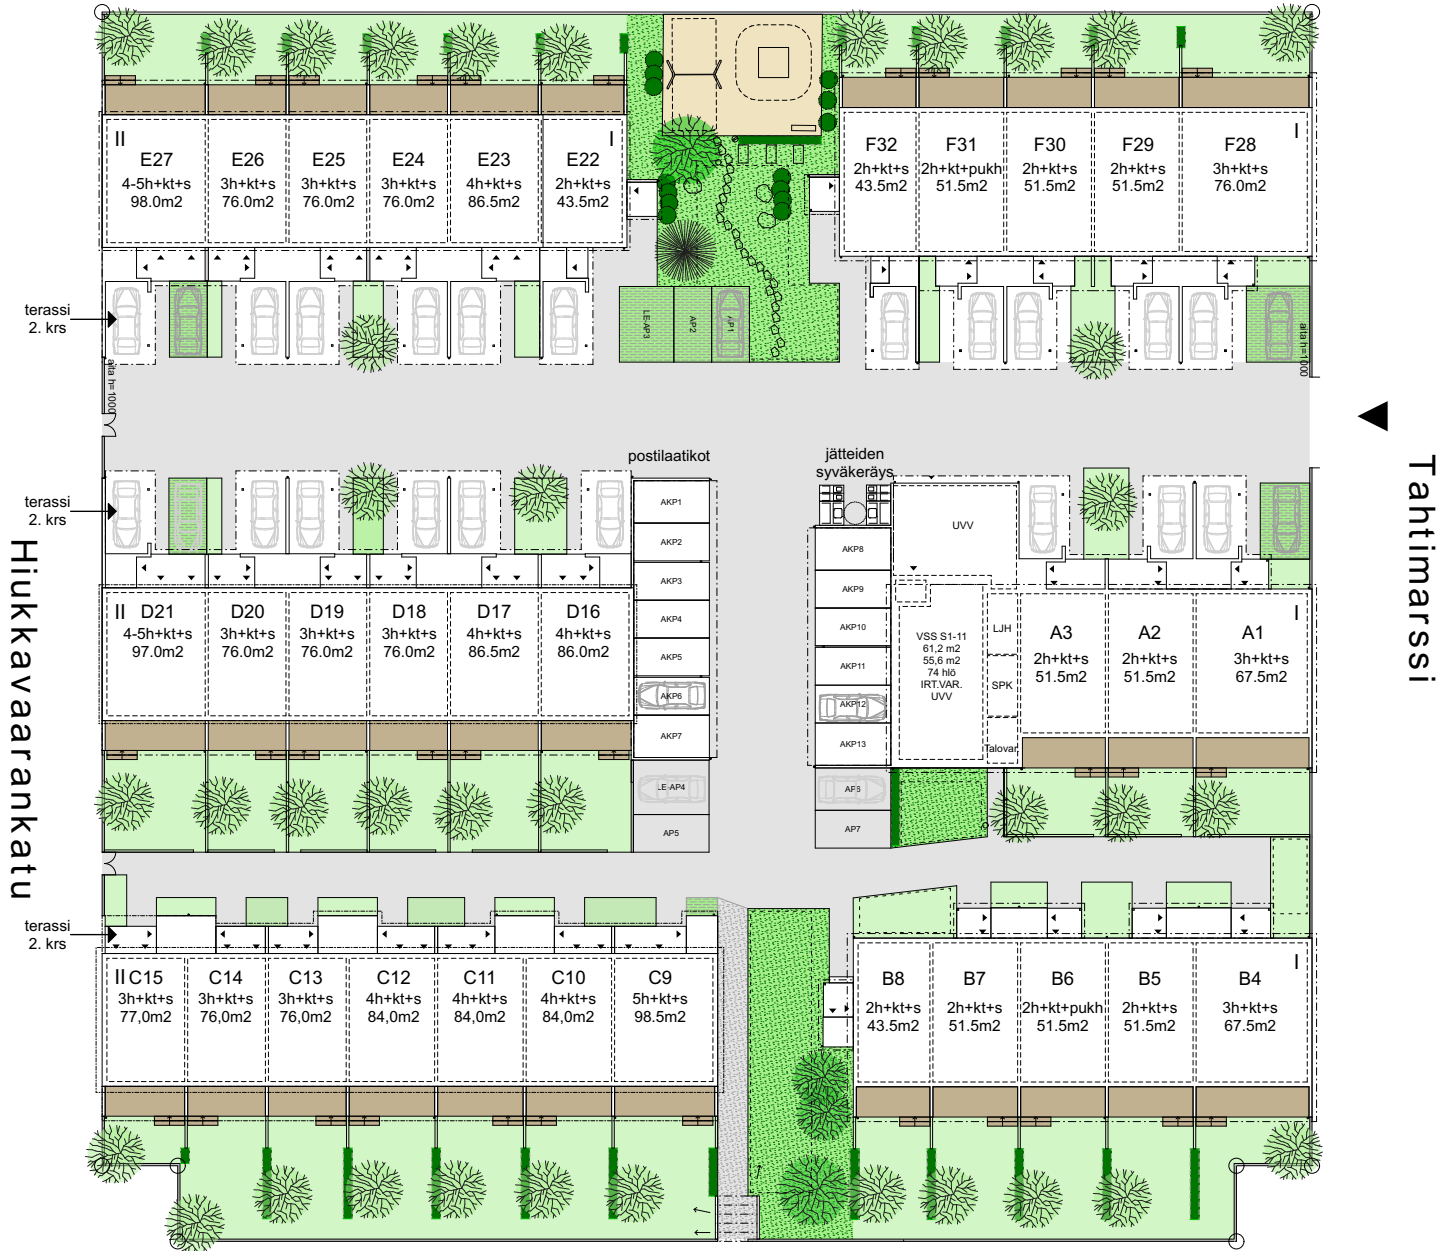 II
E27
4-5h+kt+s
98.0m2
E26
3h+kt+s
76.0m2
E25
3h+kt+s
76.0m2
E24
3h+kt+s
76.0m2
E23
4h+kt+s
86.5m2
I
E22
2h+kt+s
43.5m2
F32
2h+kt+s
43.5m2
F31
2h+kt+pukh
51.5m2
F30
2h+kt+s
51.5m2
F29
2h+kt+s
51.5m2
I
F28
3h+kt+s
76.0m2
terassi
2. krs
aita h=1000
LE-AP3
AP2
AP1
aita h=1000
Tahtimarssi
Hiukkavaarankatu
postilaatikot
jätteiden
syväkeräys
terassi
2. krs
AKP1
AKP2
AKP3
AKP4
AKP5
AKP6
AKP7
LE-AP4
AP5
AKP8
AKP9
AKP10
AKP11
AKP12
AKP13
AP6
AP7
UVV
VSS S1-11
61,2 m2
55,6 m2
74 hlö
IRT.VAR.
UVV
LJH
SPK
Talovar.
II
D21
4-5h+kt+s
97.0m2
D20
3h+kt+s
76.0m2
D19
3h+kt+s
76.0m2
D18
3h+kt+s
76.0m2
D17
4h+kt+s
86.5m2
D16
4h+kt+s
86.0m2
A3
2h+kt+s
51.5m2
A2
2h+kt+s
51.5m2
I
A1
3h+kt+s
67.5m2
terassi
2. krs
II
C15
3h+kt+s
77,0m2
C14
3h+kt+s
76,0m2
C13
3h+kt+s
76,0m2
C12
4h+kt+s
84,0m2
C11
4h+kt+s
84,0m2
C10
4h+kt+s
84,0m2
C9
5h+kt+s
98.5m2
B8
2h+kt+s
43.5m2
B7
2h+kt+s
51.5m2
B6
2h+kt+pukh
51.5m2
B5
2h+kt+s
51.5m2
I
B4
3h+kt+s
67.5m2